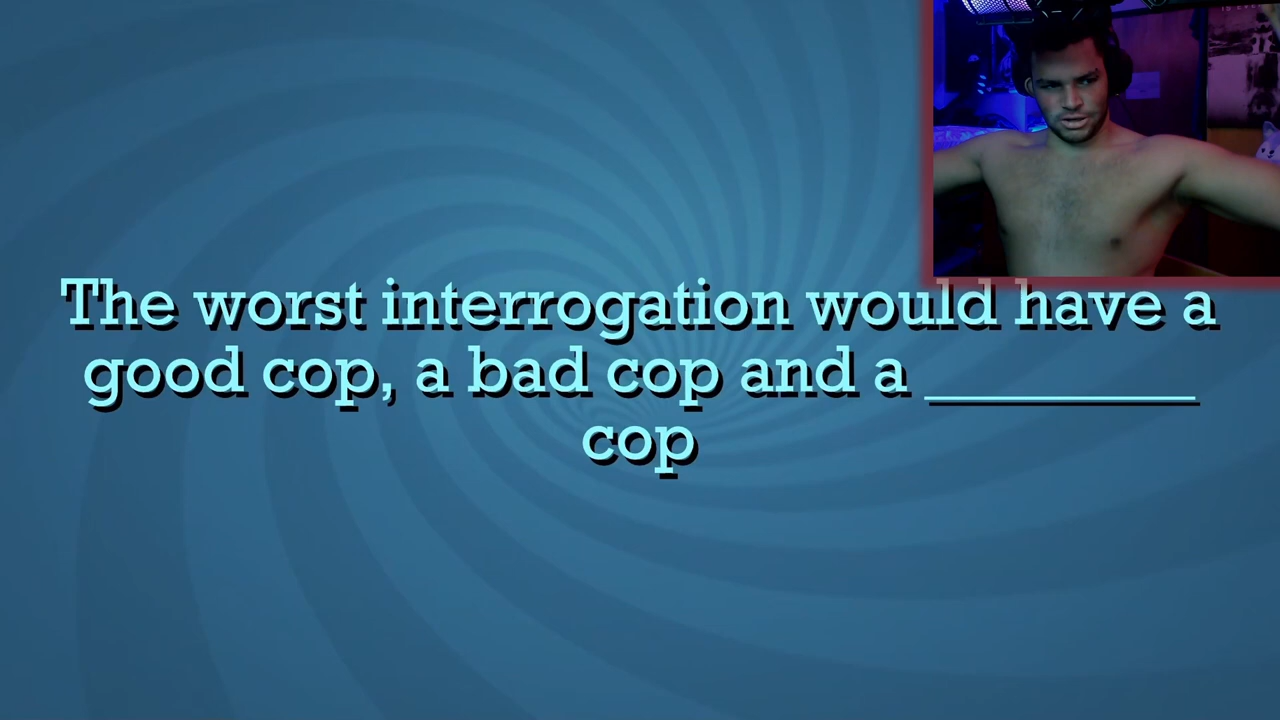 The worst interrogation would have a
good cop, a bad cop and a _________
cop